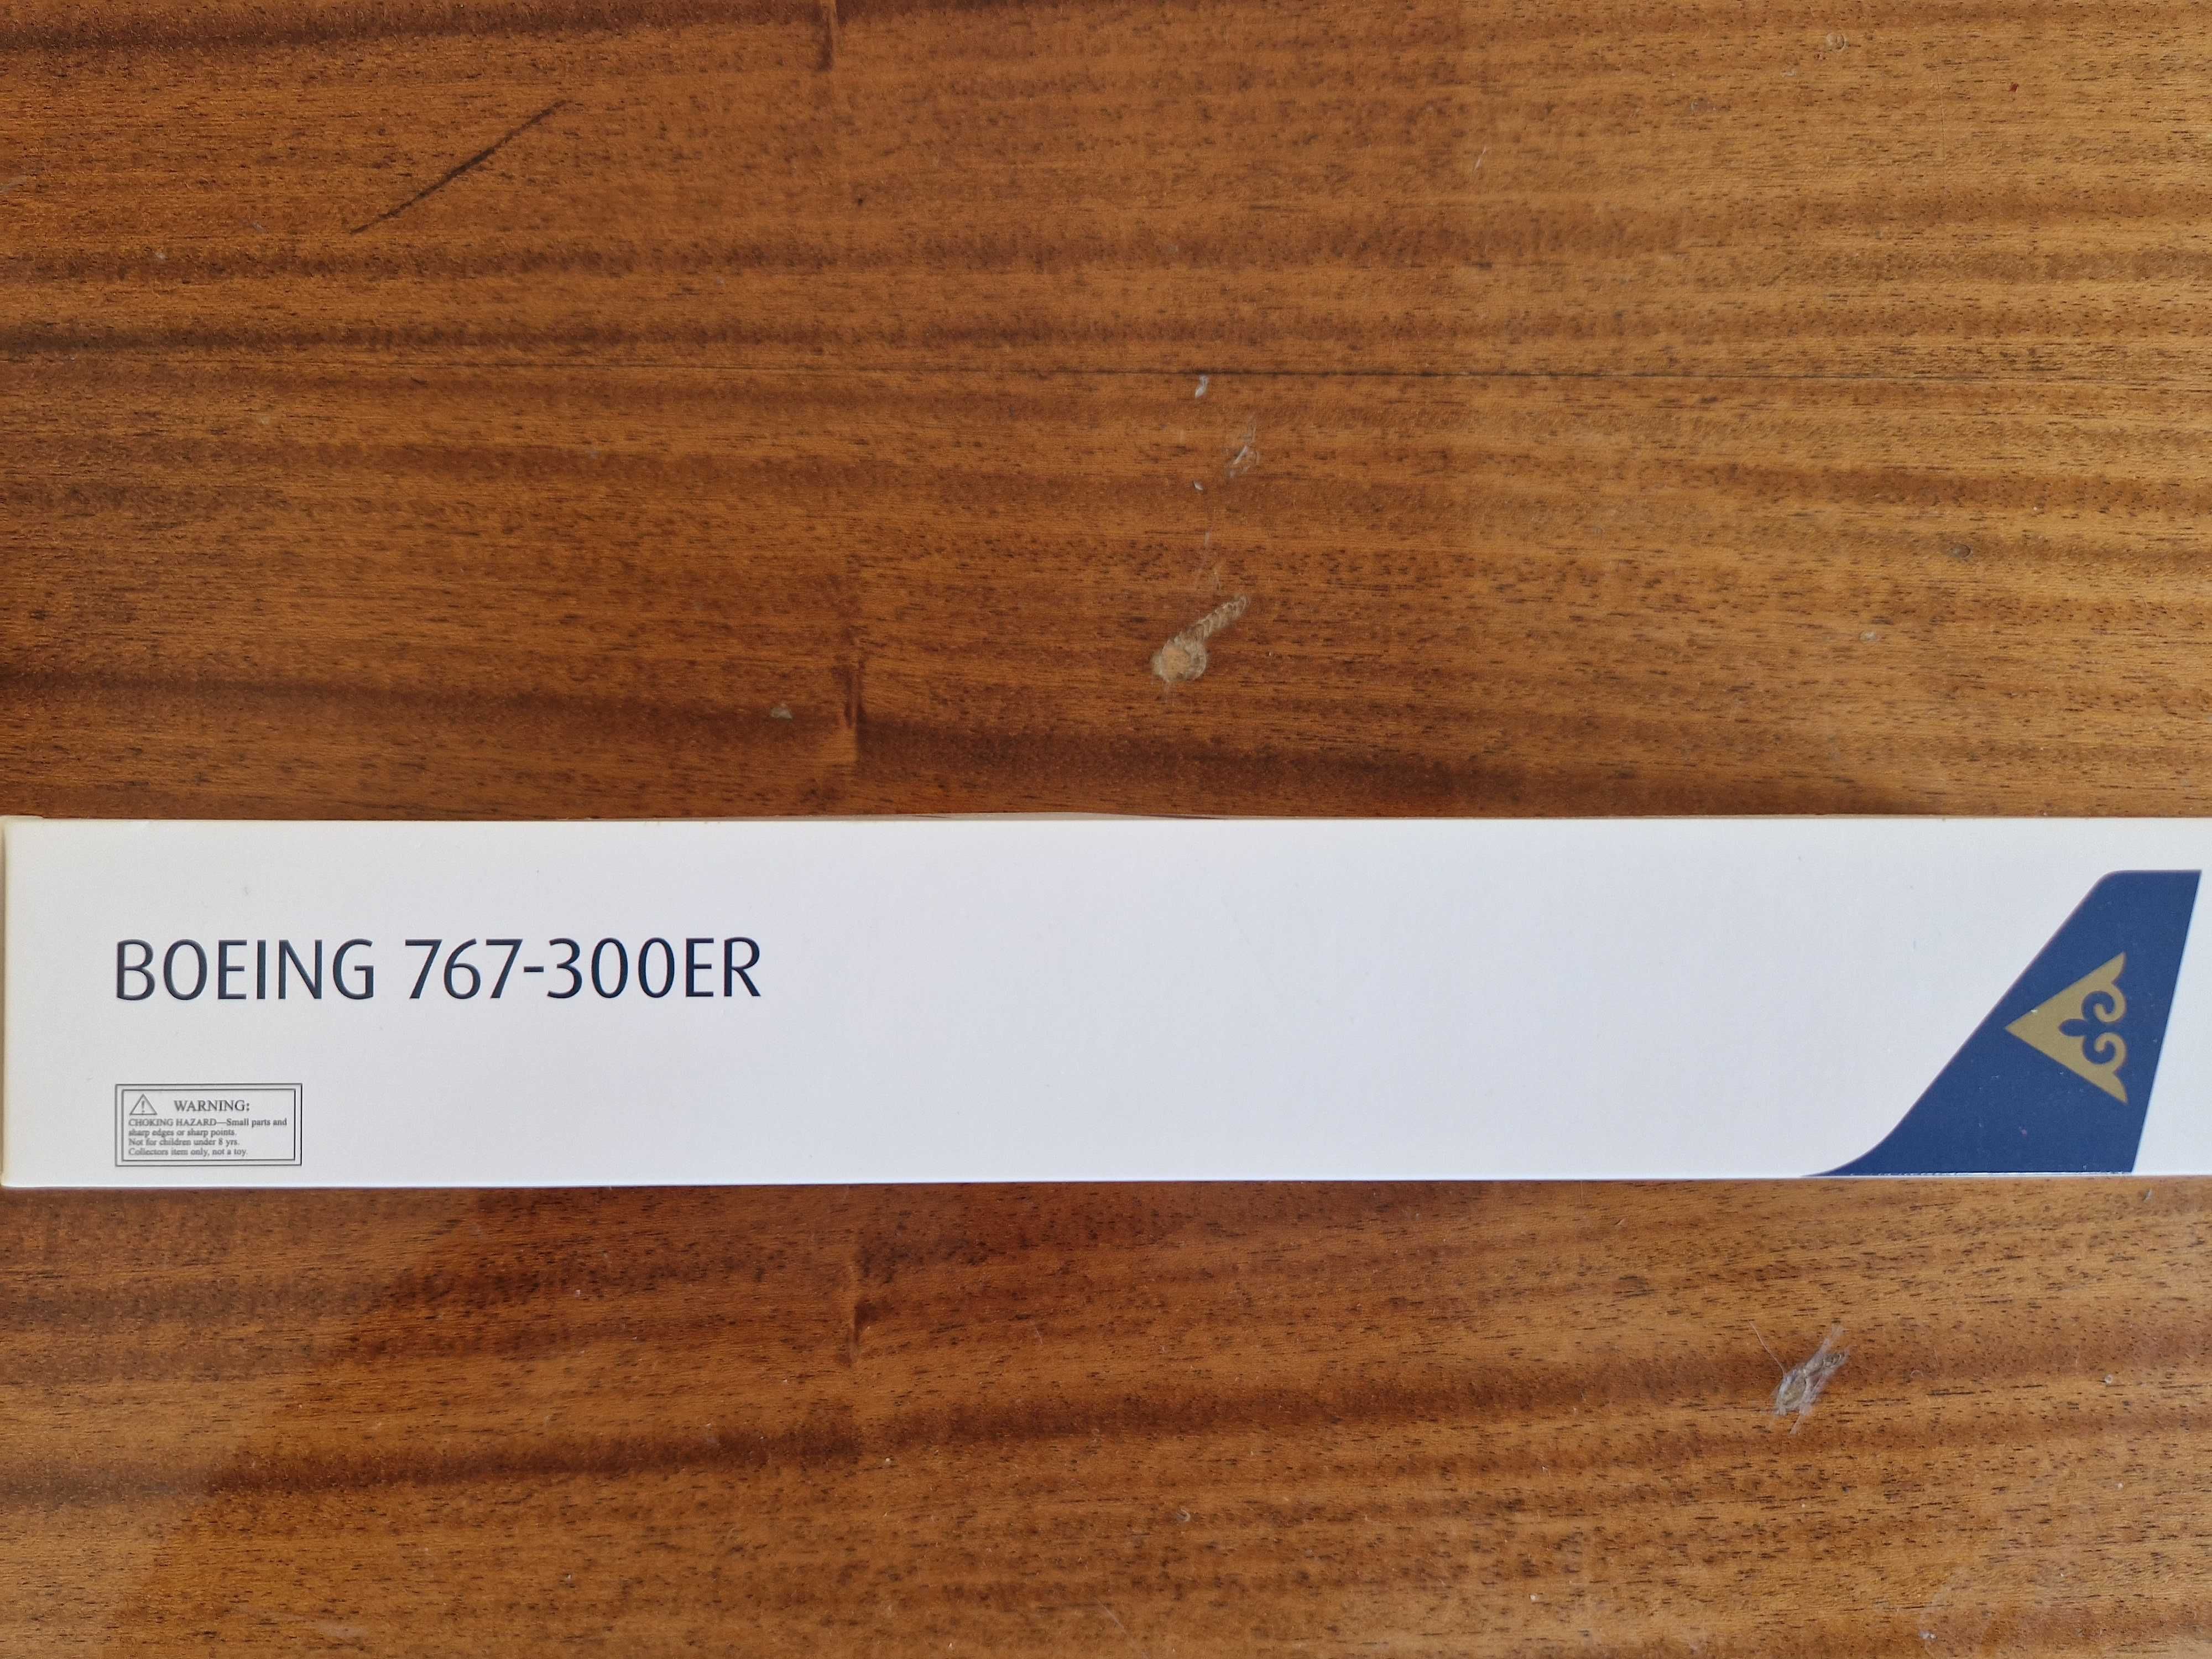 BOEING 767-300ER
WARNING:
CHOKING HAZARD—Small parts and
sharp edges or sharp points.
Not for children under 8 yrs.
Collectors item only, not a toy.